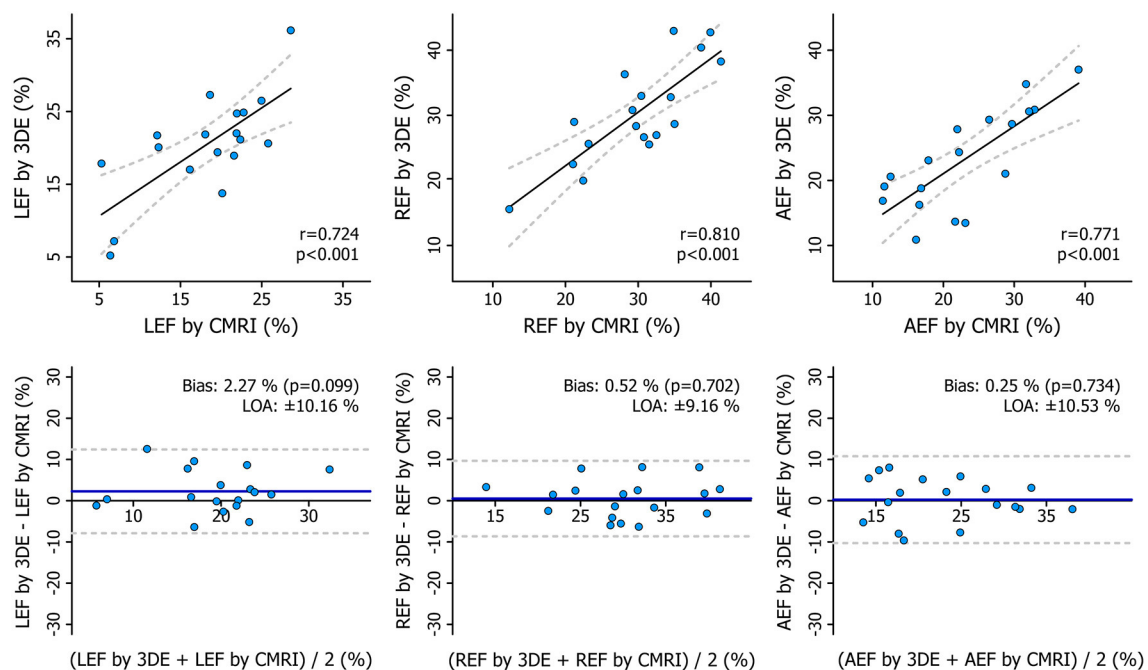 35
25
15
5
LEF by 3DE (%)
r=0.724
p<0.001
5 15 25 35
LEF by CMRI (%)
40
30
20
10
REF by 3DE (%)
r=0.810
p<0.001
10 20 30 40
REF by CMRI (%)
40
30
20
10
AEF by 3DE (%)
r=0.771
p<0.001
10 20 30 40
AEF by CMRI (%)
30
20
10
0
-10
-20
-30
LEF by 3DE - LEF by CMRI (%)
Bias: 2.27 % (p=0.099)
LOA: ±10.16 %
10 20 30
(LEF by 3DE + LEF by CMRI) / 2 (%)
30
20
10
0
-10
-20
-30
REF by 3DE - REF by CMRI (%)
Bias: 0.52 % (p=0.702)
LOA: ±9.16 %
15 25 35
(REF by 3DE + REF by CMRI) / 2 (%)
30
20
10
0
-10
-20
-30
AEF by 3DE - AEF by CMRI (%)
Bias: 0.25 % (p=0.734)
LOA: ±10.53 %
15 25 35
(AEF by 3DE + AEF by CMRI) / 2 (%)